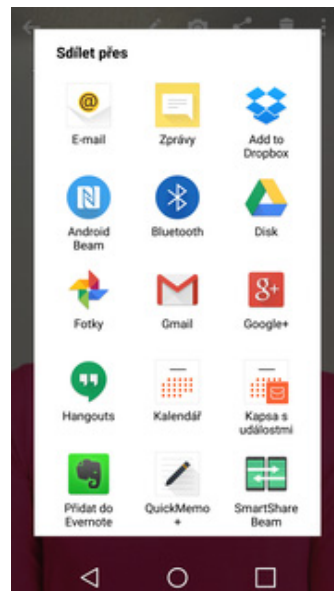 Sdílet přes
E-mail
Zprávy
Add to
Dropbox
Android
Beam
Bluetooth
Disk
Fotky
Gmail
Google+
Hangouts
Kalendář
Kapsa s
událostmi
Přidat do
Evernote
QuickMemo
+
SmartShare
Beam